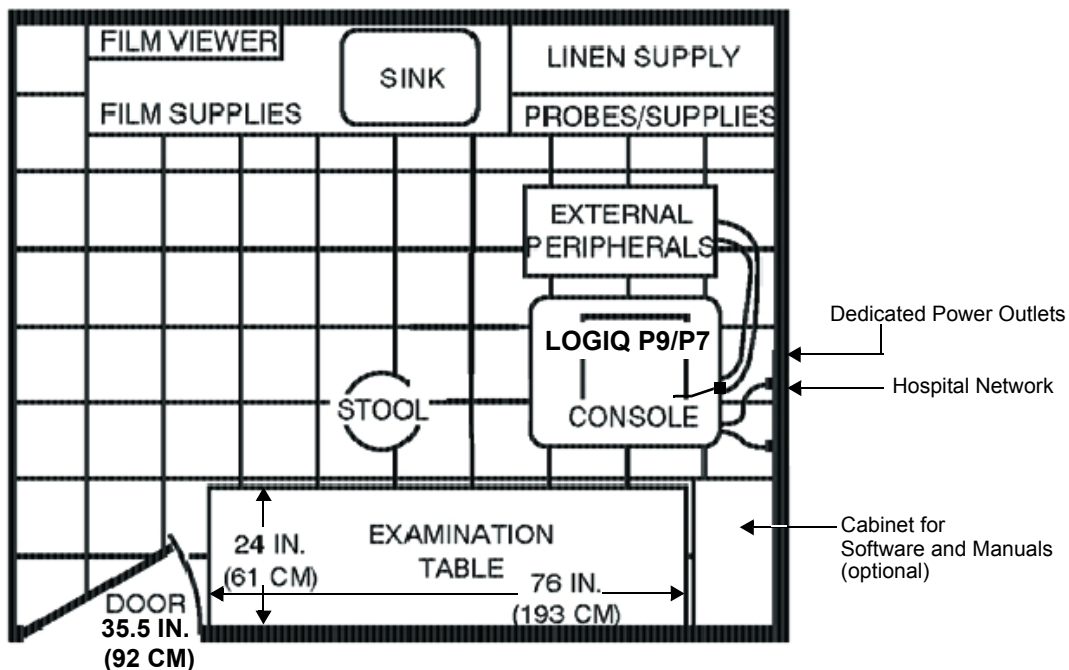 FILM VIEWER
SINK
LINEN SUPPLY
FILM SUPPLIES
PROBES/SUPPLIES
EXTERNAL
PERIPHERALS
LOGIQ P9/P7
CONSOLE
STOOL
Dedicated Power Outlets
Hospital Network
Cabinet for
Software and Manuals
(optional)
EXAMINATION
TABLE
24 IN.
(61 CM)
76 IN.
(193 CM)
DOOR
35.5 IN.
(92 CM)